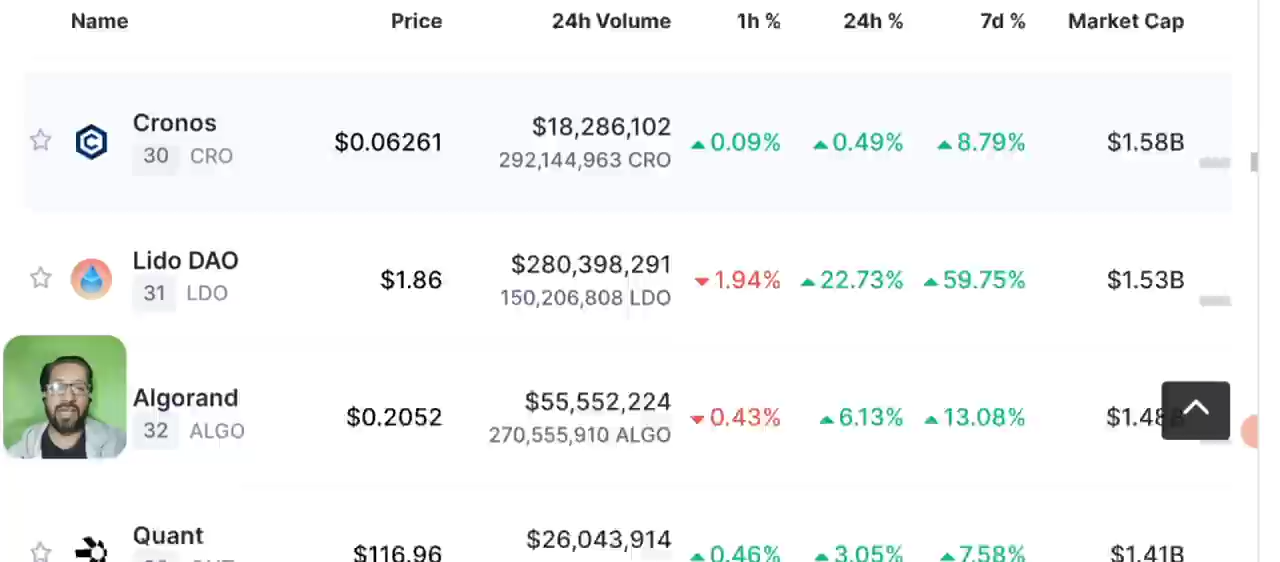 Name Price 24h Volume 1h % 24h % 7d % Market Cap
Cronos $0.06261 $18,286,102 0.09% 0.49% 8.79% $1.58B
30 CRO 292,144,963 CRO
Lido DAO $1.86 $280,398,291 1.94% 22.73% 59.75% $1.53B
31 LDO 150,206,808 LDO
Algorand $0.2052 $55,552,224 0.43% 6.13% 13.08% $1.48B
32 ALGO 270,555,910 ALGO
Quant $116.96 $26,043,914 0.46% 3.05% 7.58% $1.41B